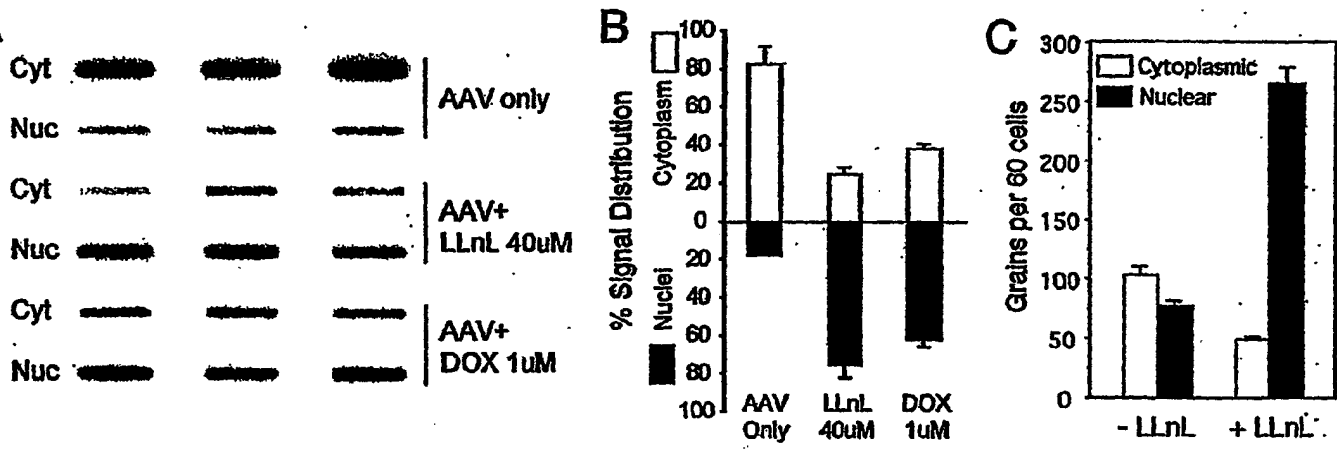 Cyt
Nuc
AAV only
Cyt
Nuc
AAV+
LLnL 40uM
Cyt
Nuc
AAV+
DOX 1uM
B
% Signal Distribution
Cytoplasm
Nuclei
100
80
60
40
20
0
20
40
60
80
100
AAV
Only
LLnL
40uM
DOX
1uM
C
Grains per 60 cells
300
250
200
150
100
50
0
Cytoplasmic
Nuclear
- LLnL
+ LLnL